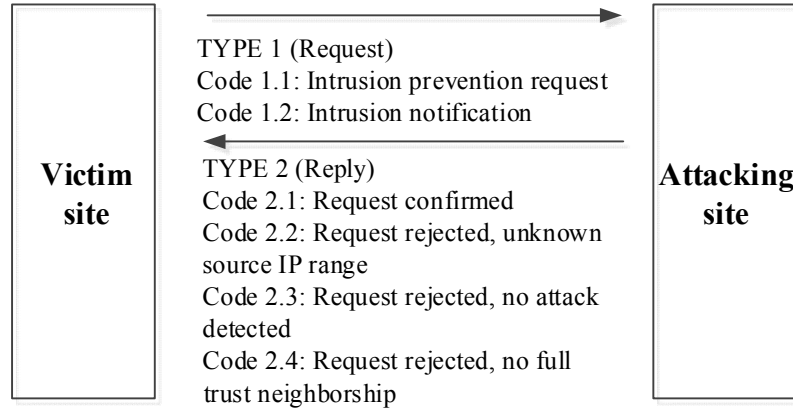 TYPE 1 (Request)
Code 1.1: Intrusion prevention request
Code 1.2: Intrusion notification
Victim
site
TYPE 2 (Reply)
Code 2.1: Request confirmed
Code 2.2: Request rejected, unknown
source IP range
Code 2.3: Request rejected, no attack
detected
Code 2.4: Request rejected, no full
trust neighborship
Attacking
site